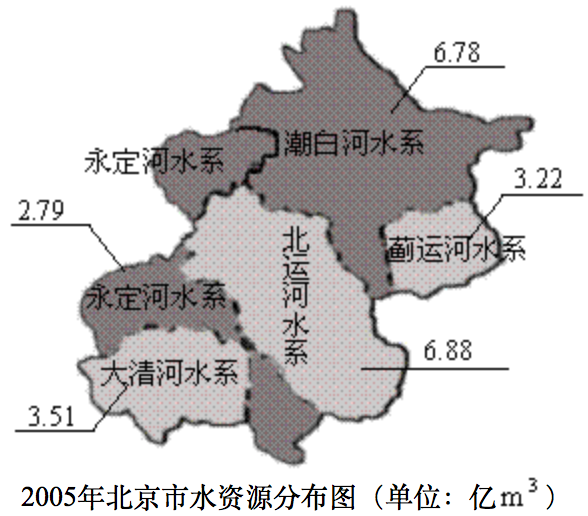 6.78
潮白河水系
永定河水系
3.22
2.79
蓟运河水系
北运河水系
永定河水系
6.88
大清河水系
3.51
2005年北京市水资源分布图（单位：亿m³）